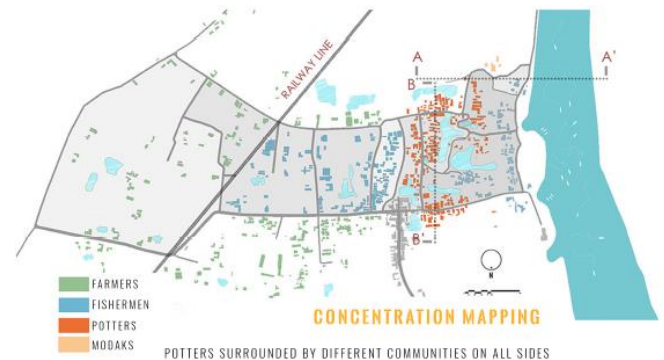 A
A'
B
RAILWAY LINE
B'
N
FARMERS
FISHERMEN
POTTERS
MODAKS
CONCENTRATION MAPPING
POTTERS SURROUNDED BY DIFFERENT COMMUNITIES ON ALL SIDES